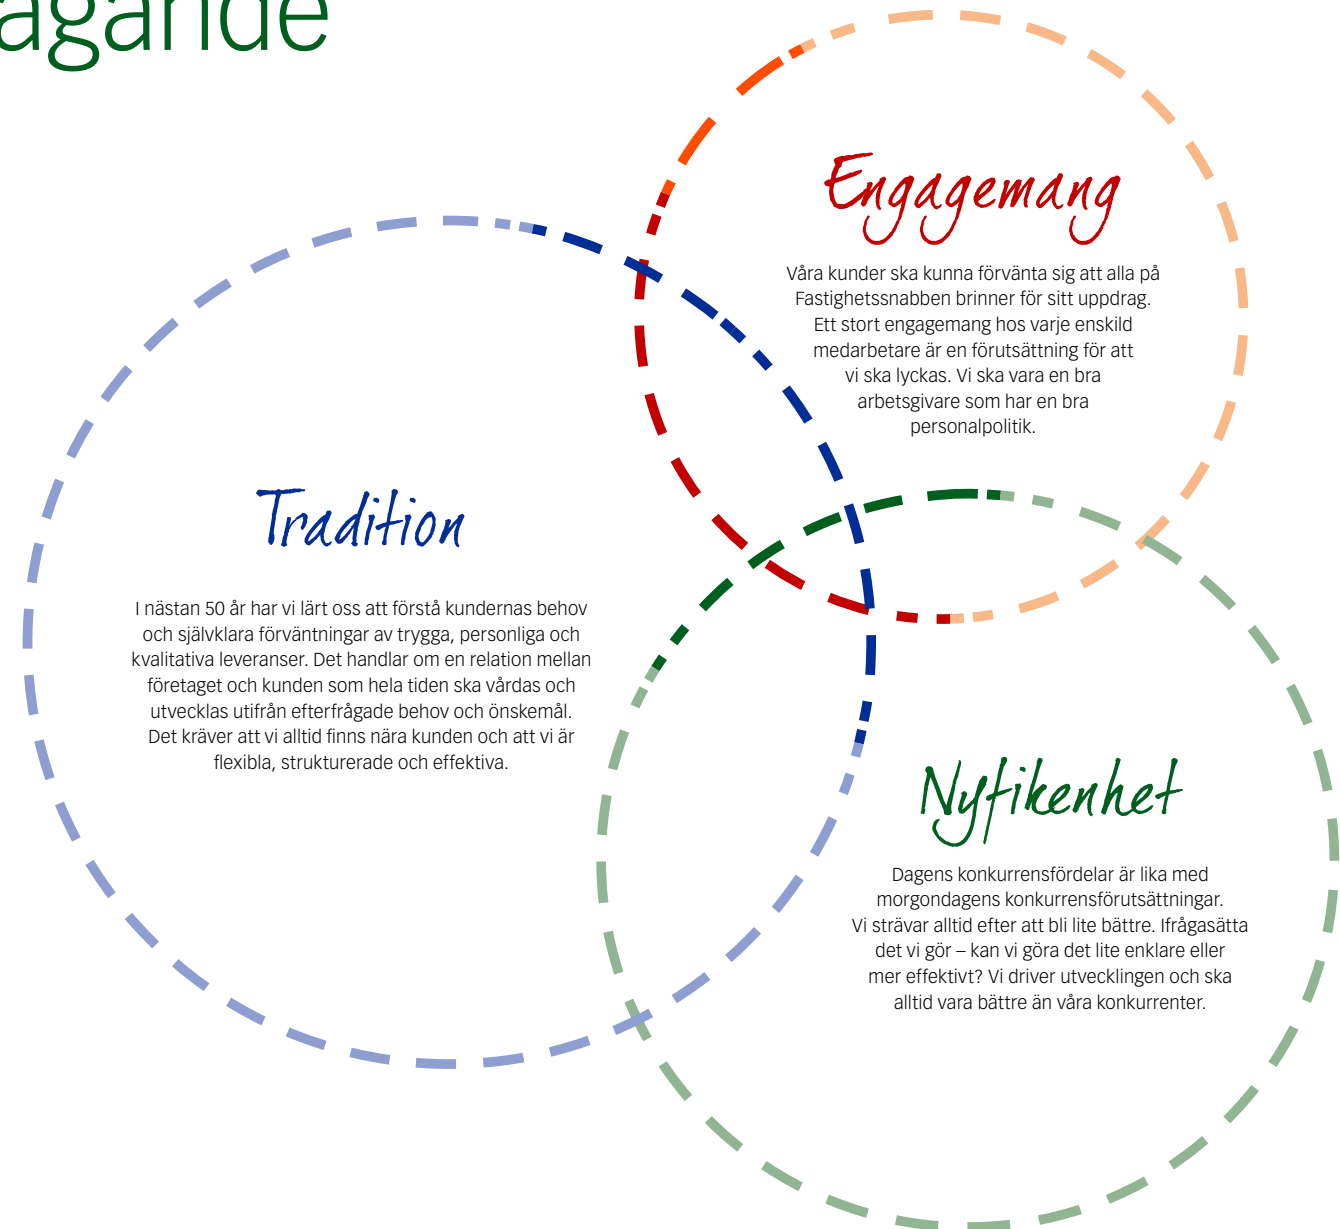 agande
Engagemang
Våra kunder ska kunna förvänta sig att alla på
Fastighetssnabben brinner för sitt uppdrag.
Ett stort engagemang hos varje enskild
medarbetare är en förutsättning för att
vi ska lyckas. Vi ska vara en bra
arbetsgivare som har en bra
personalpolitik.
Tradition
I nästan 50 år har vi lärt oss att förstå kundernas behov
och självklara förväntningar av trygga, personliga och
kvalitativa leveranser. Det handlar om en relation mellan
företaget och kunden som hela tiden ska vårdas och
utvecklas utifrån efterfrågade behov och önskemål.
Det kräver att vi alltid finns nära kunden och att vi är
flexibla, strukturerade och effektiva.
Nyfikenhet
Dagens konkurrensfördelar är lika med
morgondagens konkurrensförutsättningar.
Vi strävar alltid efter att bli lite bättre. Ifrågasätta
det vi gör – kan vi göra det lite enklare eller
mer effektivt? Vi driver utvecklingen och ska
alltid vara bättre än våra konkurrenter.